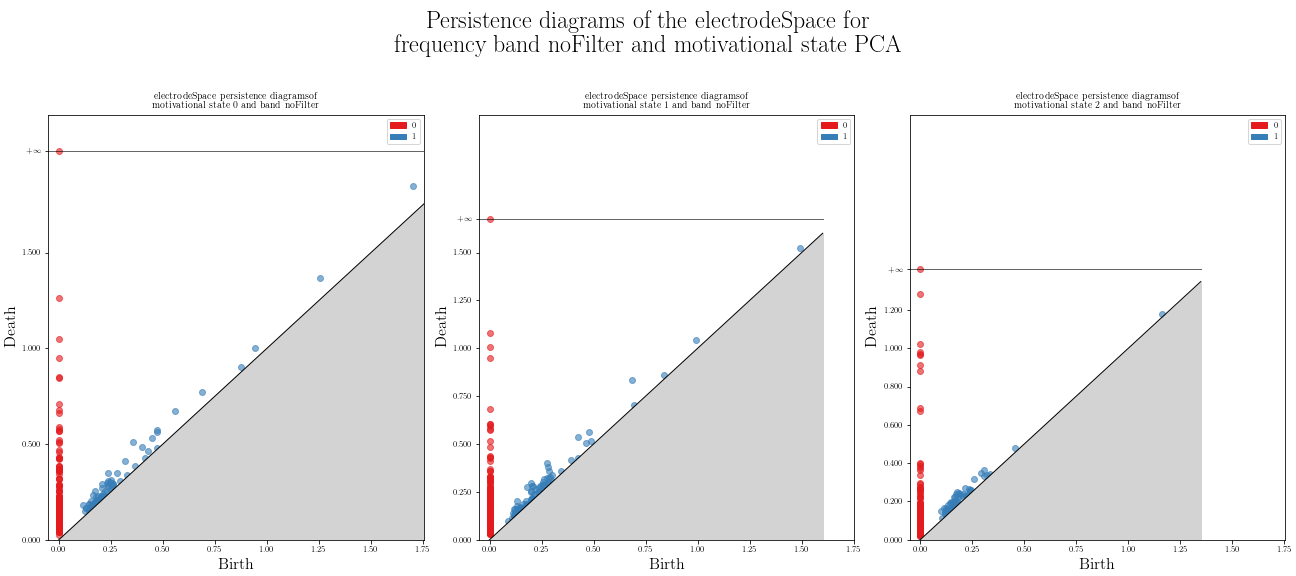 Persistence diagrams of the electrodeSpace for
frequency band noFilter and motivational state PCA
electrodeSpace persistence diagramsof
motivational state 0 and band noFilter
0
1
+∞
1.500
1.000
0.500
0.000
Death
0.00 0.25 0.50 0.75 1.00 1.25 1.50 1.75
Birth
electrodeSpace persistence diagramsof
motivational state 1 and band noFilter
0
1
+∞
1.500
1.250
1.000
0.750
0.500
0.250
0.000
Death
0.00 0.25 0.50 0.75 1.00 1.25 1.50 1.75
Birth
electrodeSpace persistence diagramsof
motivational state 2 and band noFilter
0
1
+∞
1.200
1.000
0.800
0.600
0.400
0.200
0.000
Death
0.00 0.25 0.50 0.75 1.00 1.25 1.50 1.75
Birth